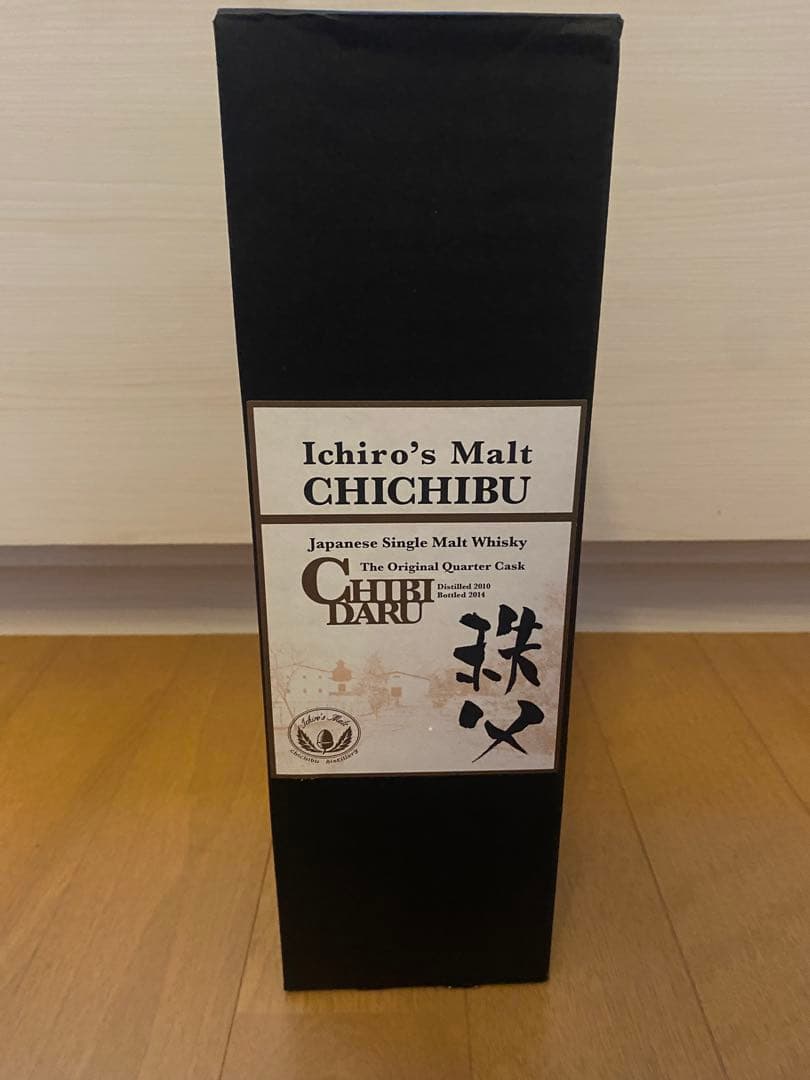 Ichiro's Malt
CHICHIBU
Japanese Single Malt Whisky
The Original Quarter Cask
CHIBI
DARU
Distilled 2010
Bottled 2014
秩父
Ichiro's Malt
Chichibu Distillery